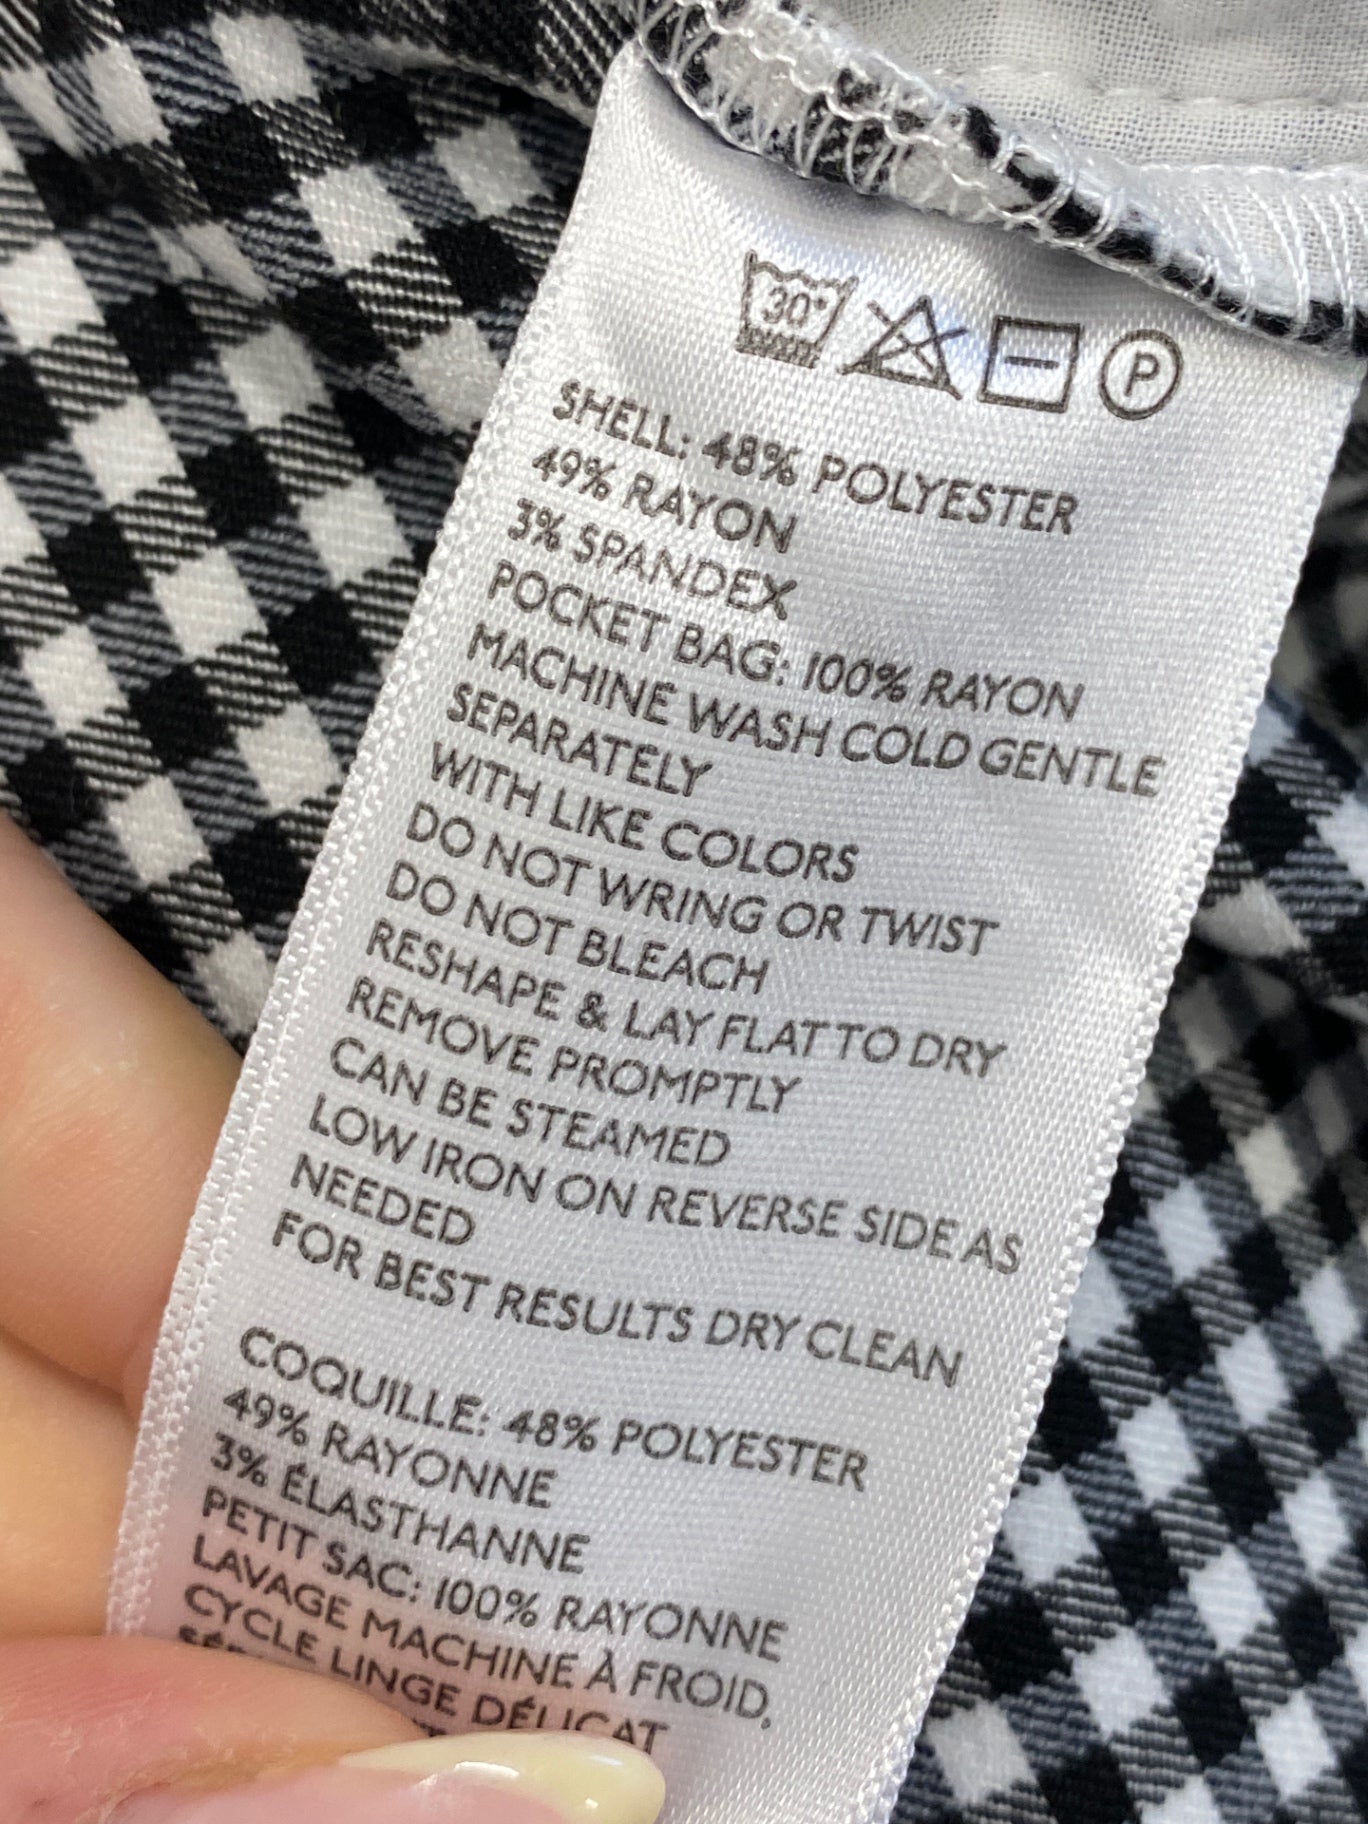 30°
P
SHELL: 48% POLYESTER
49% RAYON
3% SPANDEX
POCKET BAG: 100% RAYON
MACHINE WASH COLD GENTLE
SEPARATELY
WITH LIKE COLORS
DO NOT WRING OR TWIST
DO NOT BLEACH
RESHAPE & LAY FLAT TO DRY
REMOVE PROMPTLY
CAN BE STEAMED
LOW IRON ON REVERSE SIDE AS
NEEDED
FOR BEST RESULTS DRY CLEAN
COQUILLE: 48% POLYESTER
49% RAYONNE
3% ÉLASTHANNE
PETIT SAC: 100% RAYONNE
LAVAGE MACHINE À FROID,
CYCLE LINGE DÉLICAT